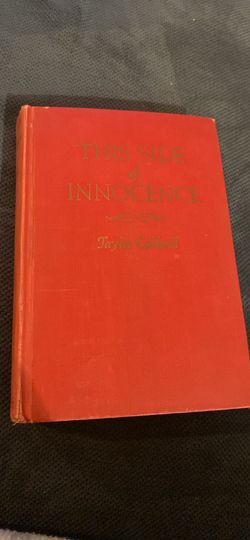 THIS SIDE
of
INNOCENCE
Taylor Caldwell